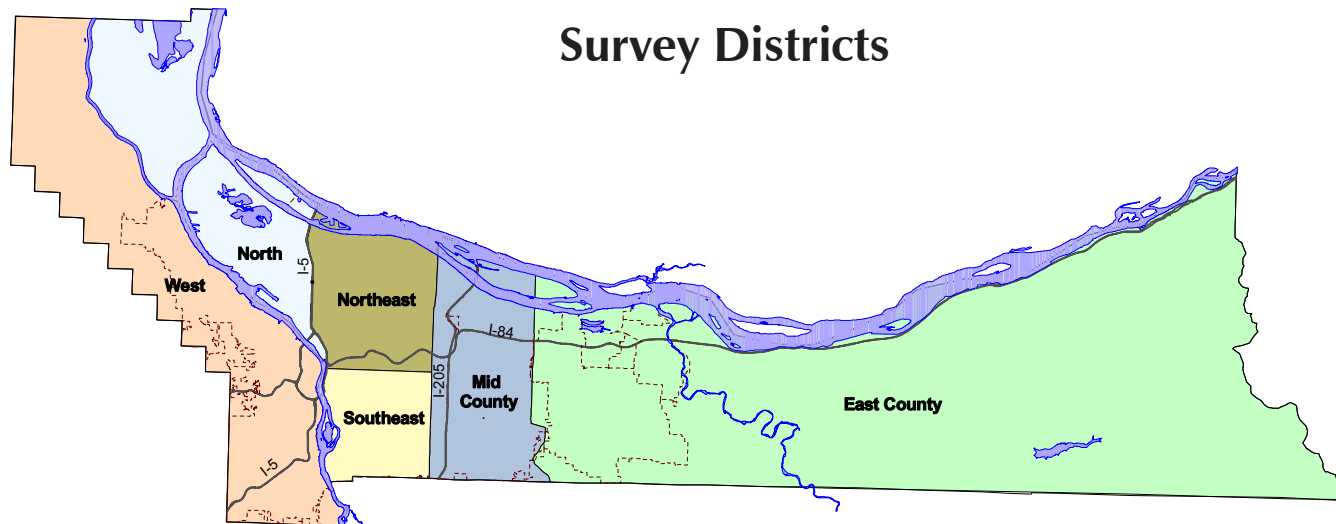 Survey Districts
North
I-5
West
Northeast
I-84
I-205
Mid
County
East County
Southeast
I-5